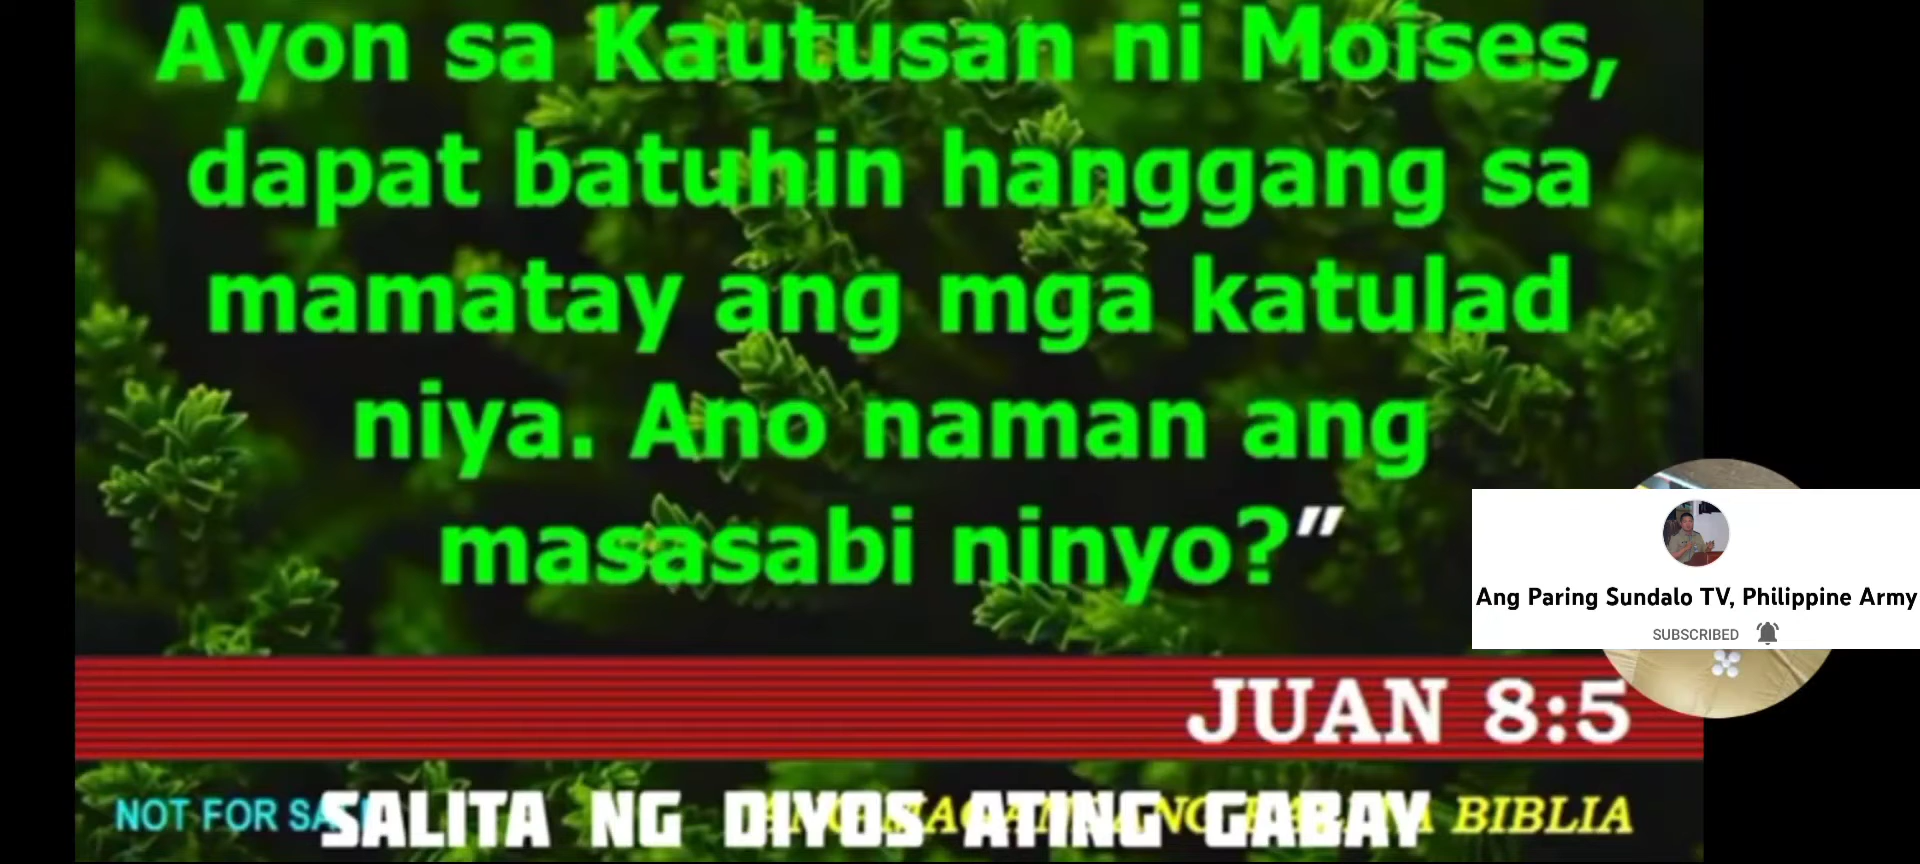 Ayon sa Kautusan ni Moises,
dapat batuhin hanggang sa
mamatay ang mga katulad
niya. Ano naman ang
masasabi ninyo?”
Ang Paring Sundalo TV, Philippine Army
SUBSCRIBED
JUAN 8:5
NOT FOR
SALITA NG DIYOS ATING GABAY
BIBLIA